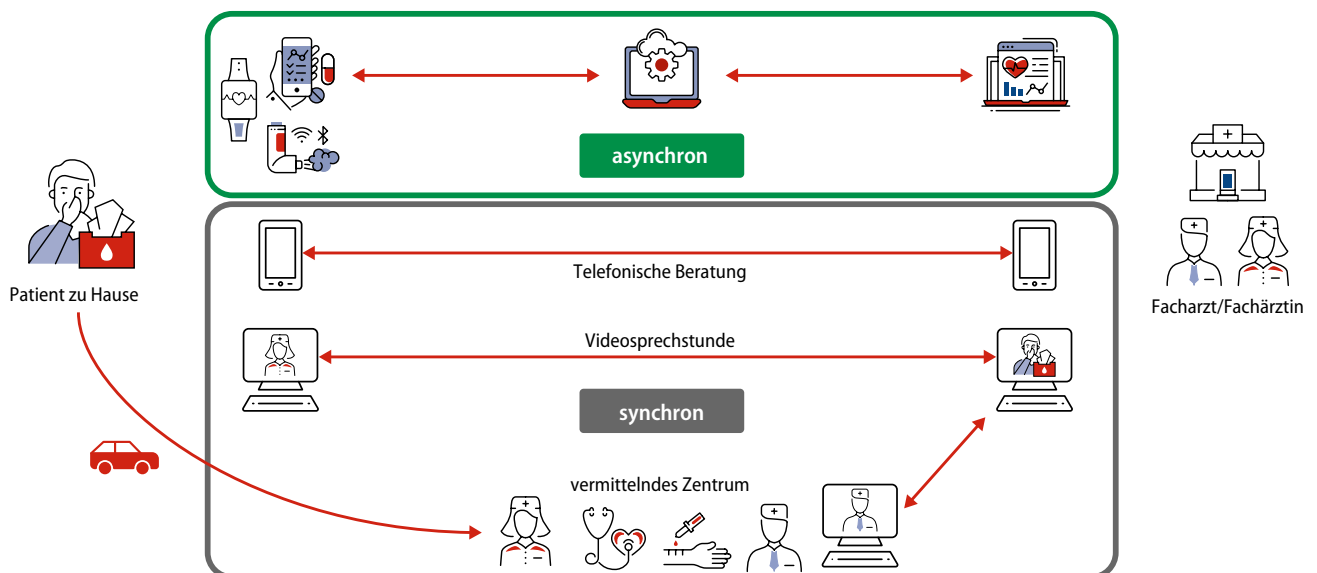 asynchron
Patient zu Hause
Telefonische Beratung
Facharzt/Fachärztin
Videosprechstunde
synchron
vermittelndes Zentrum